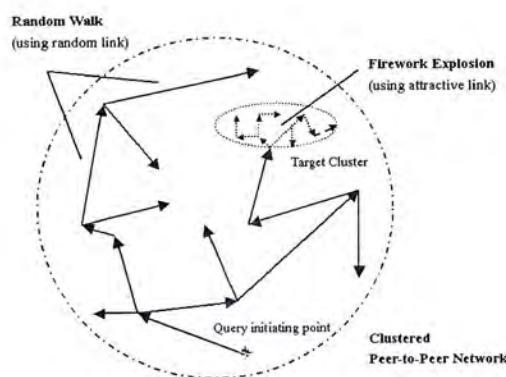 Random Walk
(using random link)
Firework Explosion
(using attractive link)
Target Cluster
Query initiating point
Clustered
Peer-to-Peer Network